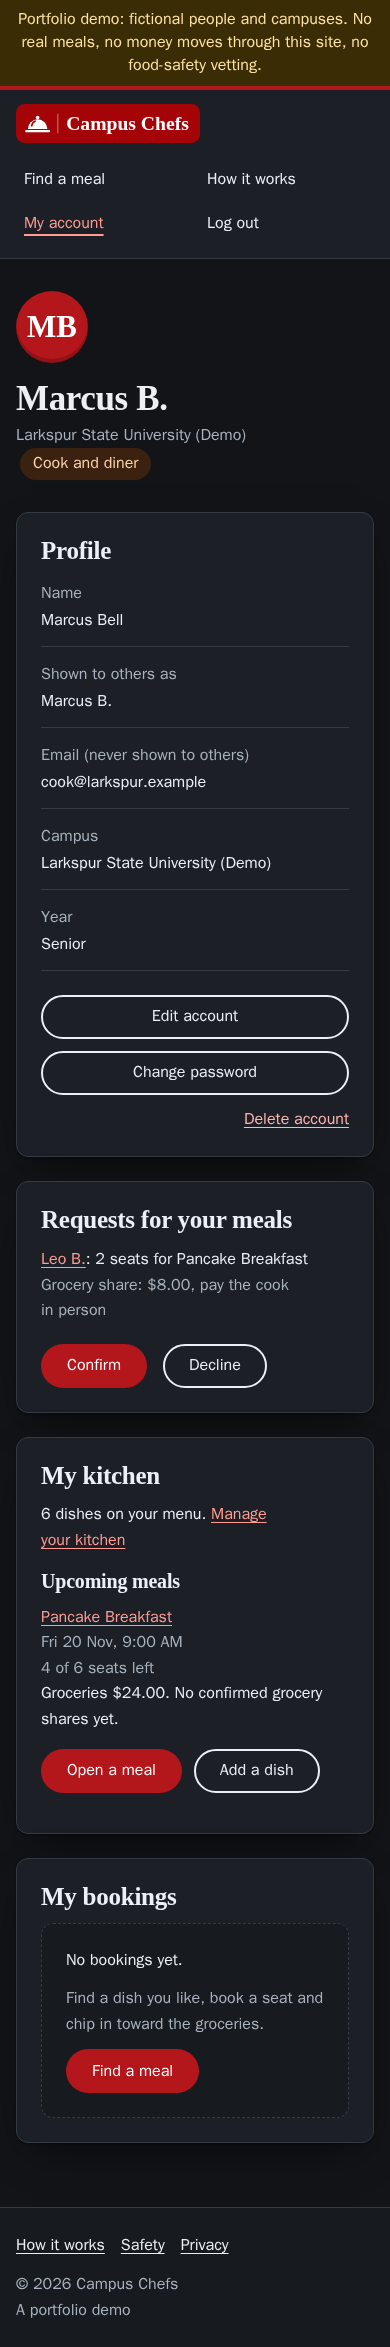 Portfolio demo: fictional people and campuses. No
real meals, no money moves through this site, no
food-safety vetting.
Campus Chefs
Find a meal
How it works
My account
Log out
MB
Marcus B.
Larkspur State University (Demo)
Cook and diner
Profile
Name
Marcus Bell
Shown to others as
Marcus B.
Email (never shown to others)
cook@larkspur.example
Campus
Larkspur State University (Demo)
Year
Senior
Edit account
Change password
Delete account
Requests for your meals
Leo B.: 2 seats for Pancake Breakfast
Grocery share: $8.00, pay the cook
in person
Confirm
Decline
My kitchen
6 dishes on your menu. Manage
your kitchen
Upcoming meals
Pancake Breakfast
Fri 20 Nov, 9:00 AM
4 of 6 seats left
Groceries $24.00. No confirmed grocery
shares yet.
Open a meal
Add a dish
My bookings
No bookings yet.
Find a dish you like, book a seat and
chip in toward the groceries.
Find a meal
How it works
Safety
Privacy
© 2026 Campus Chefs
A portfolio demo